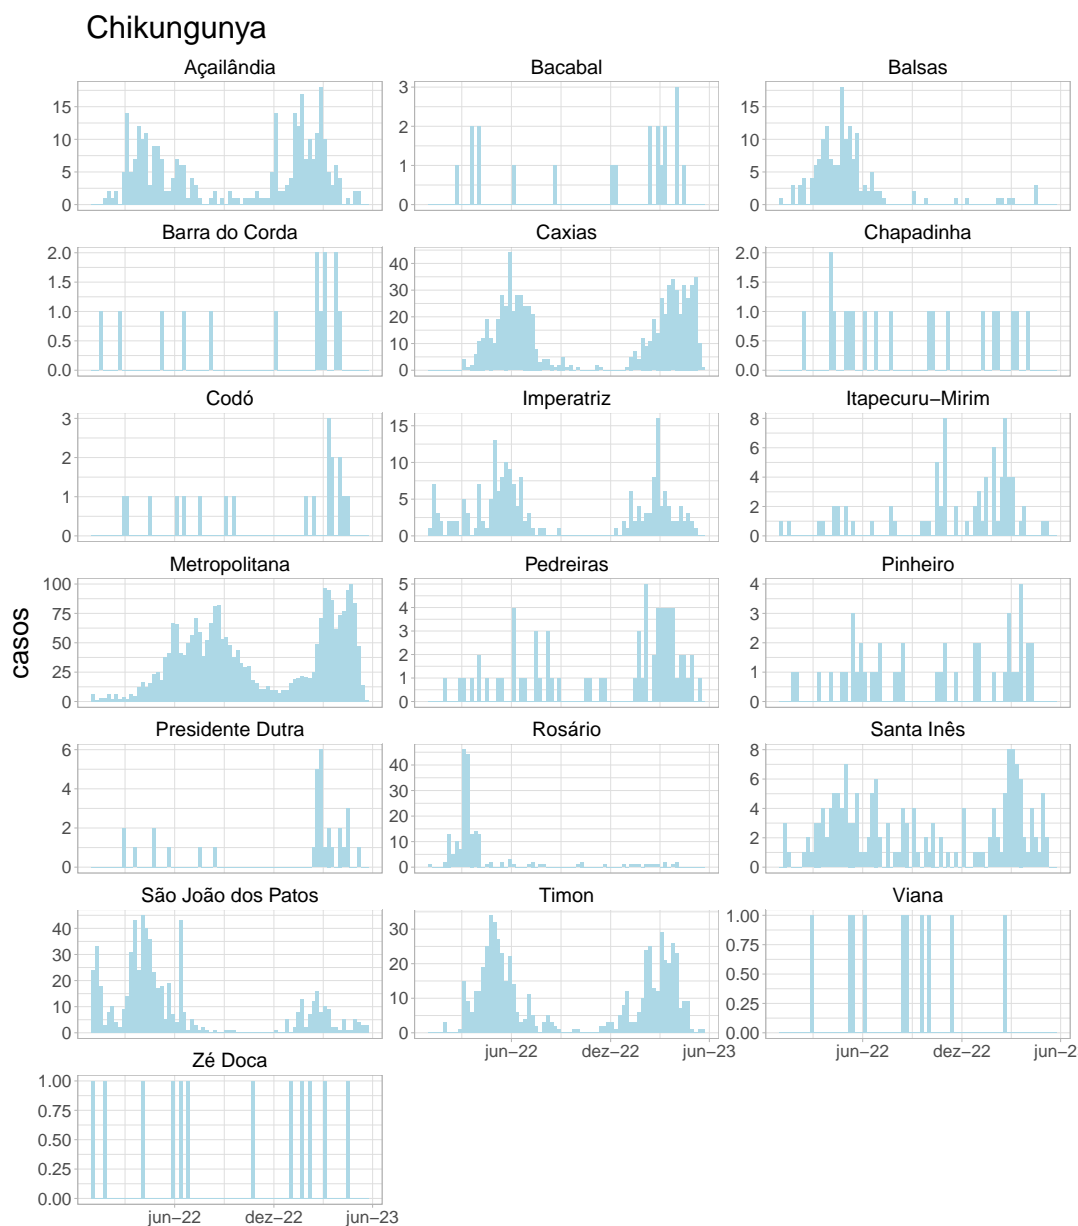 Chikungunya
Açailândia
Bacabal
Balsas
15
10
5
0
3
2
1
0
15
10
5
0
Barra do Corda
Caxias
Chapadinha
2.0
1.5
1.0
0.5
0.0
40
30
20
10
0
2.0
1.5
1.0
0.5
0.0
Codó
Imperatriz
Itapecuru−Mirim
3
2
1
0
15
10
5
0
8
6
4
2
0
Metropolitana
Pedreiras
Pinheiro
100
75
50
25
0
5
4
3
2
1
0
4
3
2
1
0
casos
Presidente Dutra
Rosário
Santa Inês
6
4
2
0
40
30
20
10
0
8
6
4
2
0
São João dos Patos
Timon
Viana
40
30
20
10
0
30
20
10
0
1.00
0.75
0.50
0.25
0.00
jun−22
dez−22
jun−23
jun−22
dez−22
jun−2
Zé Doca
1.00
0.75
0.50
0.25
0.00
jun−22
dez−22
jun−23